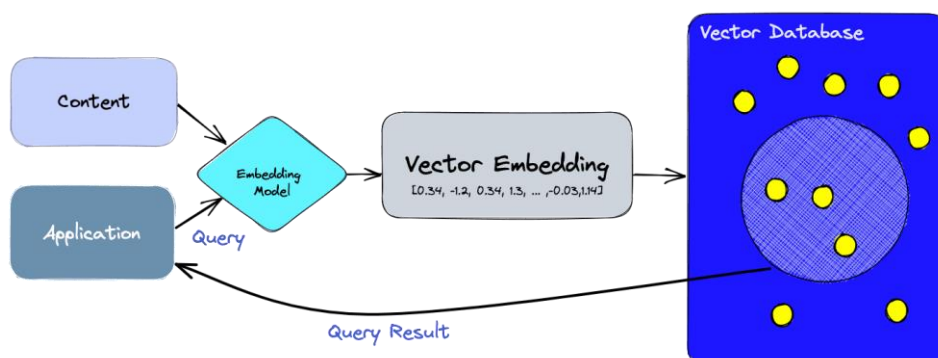 Vector Database
Content
Embedding
Model
Vector Embedding
[0.34, -1.2, 0.34, 1.3, ... ,-0.03,1.14]
Application
Query
Query Result